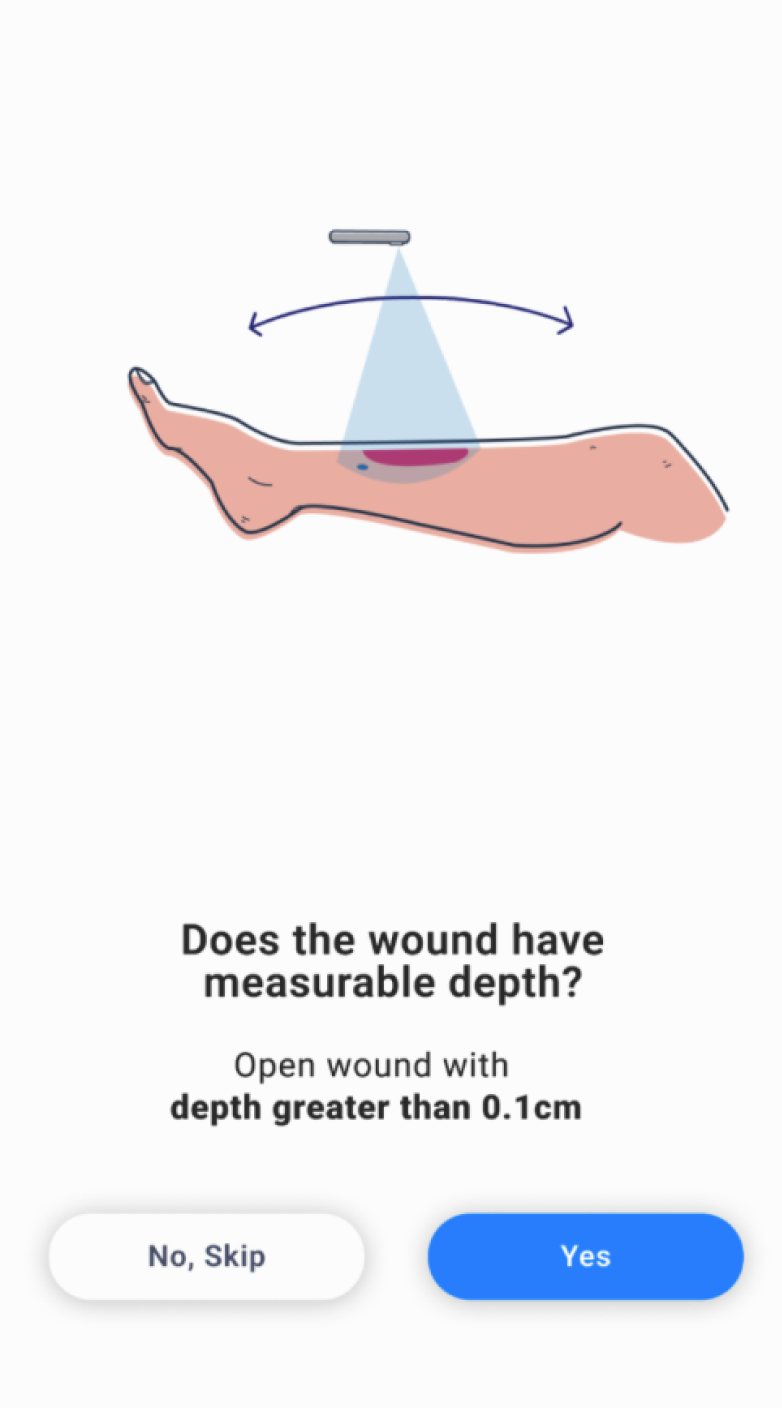 Does the wound have
measurable depth?
Open wound with
depth greater than 0.1cm
No, Skip
Yes